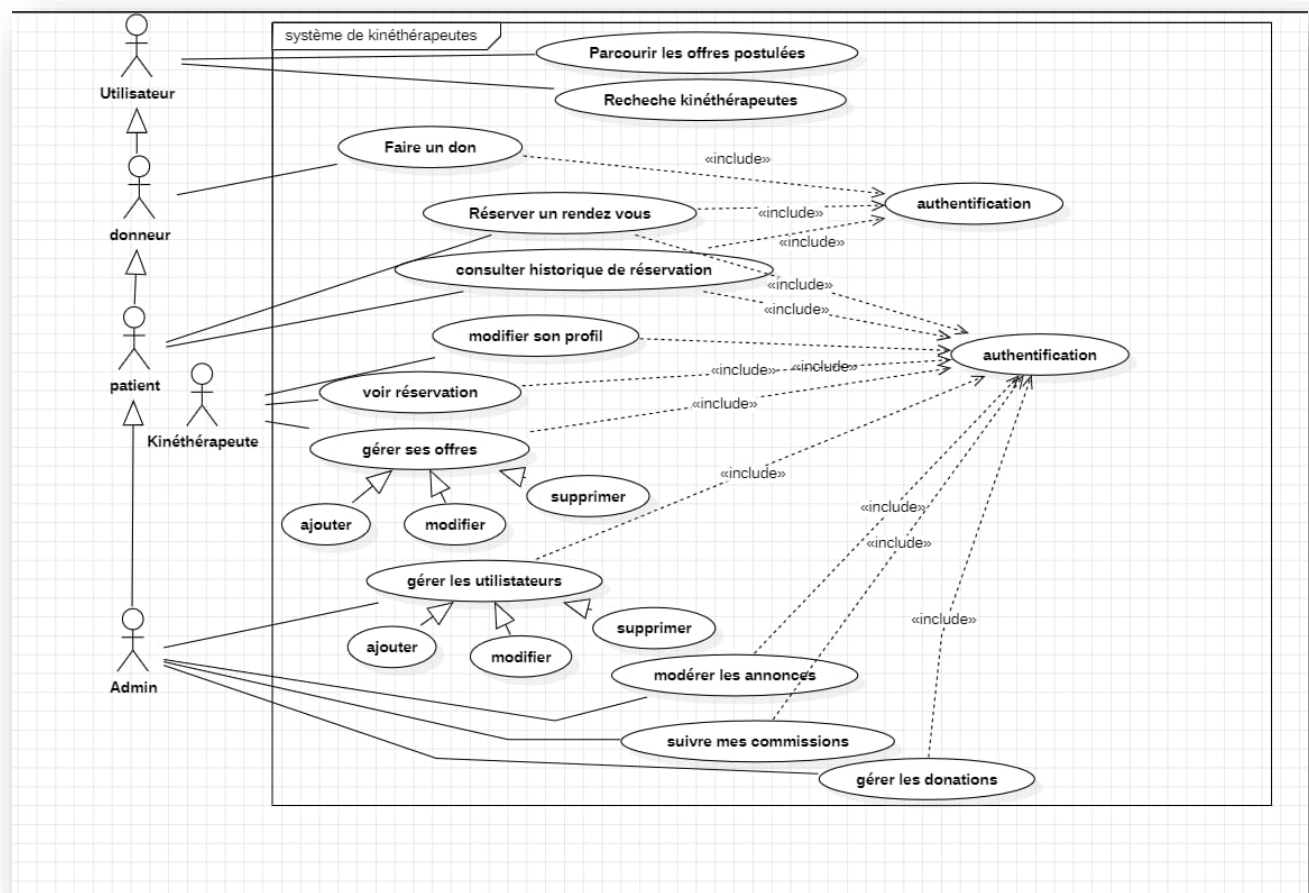 système de kinéthérapeutes
Parcourir les offres postulées
Utilisateur
Recheche kinéthérapeutes
Faire un don
«include»
authentification
donneur
Réserver un rendez vous
«include»
«include»
consulter historique de réservation
«include»
«include»
modifier son profil
authentification
patient
voir réservation
«include»
«include»
«include»
Kinéthérapeute
gérer ses offres
«include»
supprimer
ajouter
modifier
«include»
«include»
gérer les utilistateurs
«include»
supprimer
ajouter
modifier
modérer les annonces
Admin
suivre mes commissions
gérer les donations